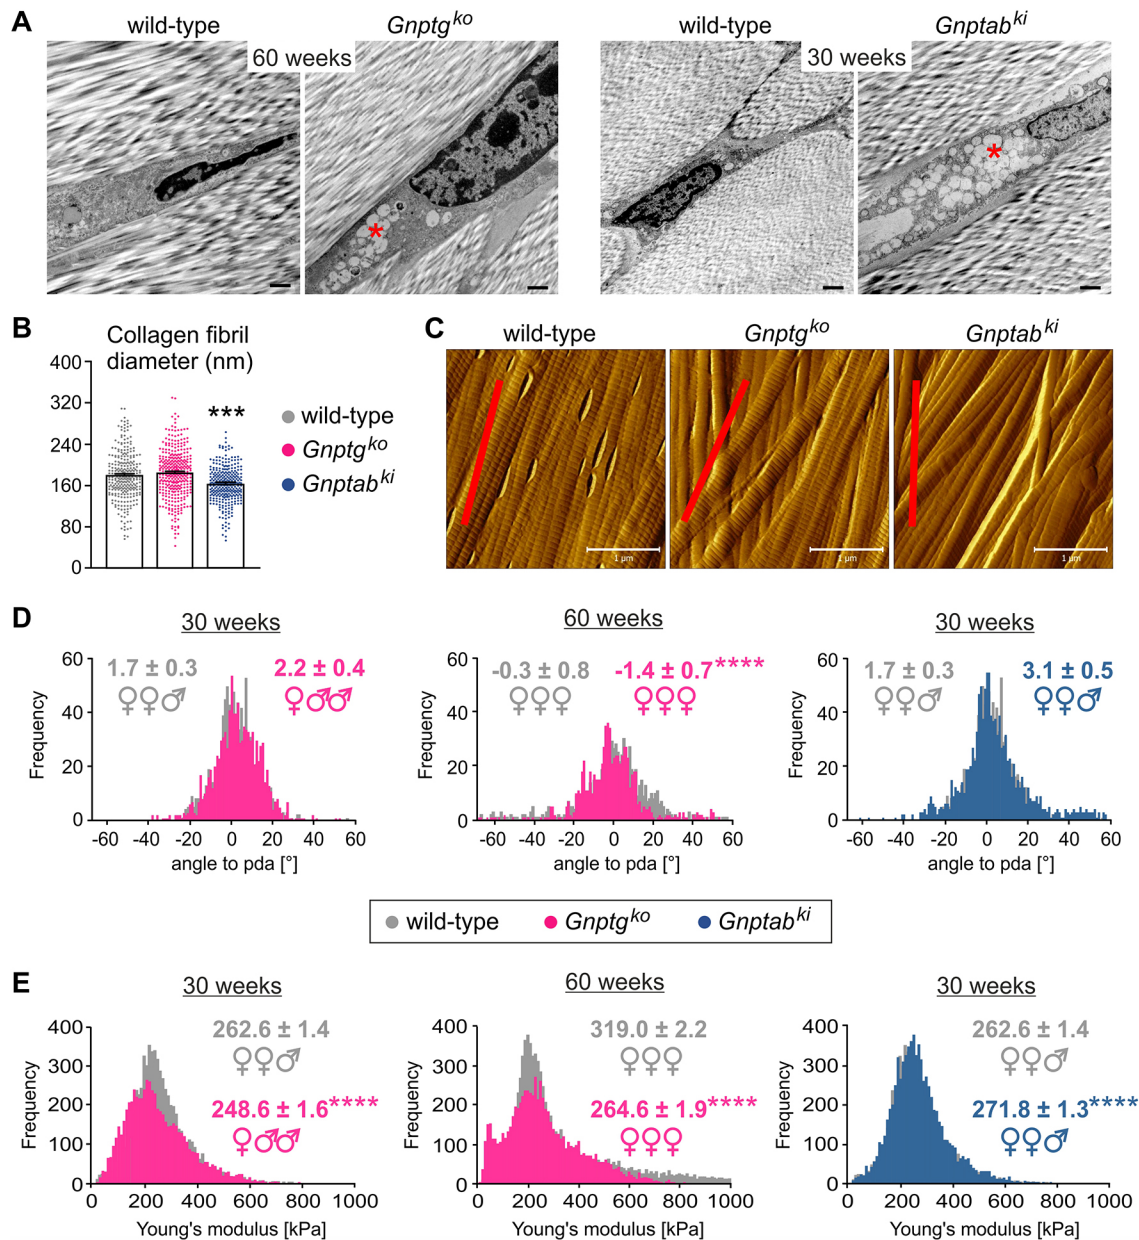 A
wild-type
Gnptg^ko
wild-type
Gnptab^ki
60 weeks
30 weeks
*
*
B
Collagen fibril
diameter (nm)
400
320
240
160
80
0
***
wild-type
Gnptg^ko
Gnptab^ki
C
wild-type
Gnptg^ko
Gnptab^ki
1 µm
1 µm
1 µm
D
30 weeks
60 weeks
30 weeks
1.7 ± 0.3
♀♀♂
2.2 ± 0.4
♀♂♂
Frequency
60
40
20
0
-60 -40 -20 0 20 40 60
angle to pda [°]
-0.3 ± 0.8
♀♀♀
-1.4 ± 0.7****
♀♀♀
Frequency
60
40
20
0
-60 -40 -20 0 20 40 60
angle to pda [°]
1.7 ± 0.3
♀♀♂
3.1 ± 0.5
♀♀♂
Frequency
60
40
20
0
-60 -40 -20 0 20 40 60
angle to pda [°]
wild-type Gnptg^ko Gnptab^ki
E
30 weeks
60 weeks
30 weeks
262.6 ± 1.4
♀♀♂
248.6 ± 1.6****
♀♂♂
Frequency
400
300
200
100
0
0 200 400 600 800 1000
Young's modulus [kPa]
319.0 ± 2.2
♀♀♀
264.6 ± 1.9****
♀♀♀
Frequency
400
300
200
100
0
0 200 400 600 800 1000
Young's modulus [kPa]
262.6 ± 1.4
♀♀♂
271.8 ± 1.3****
♀♀♂
Frequency
400
300
200
100
0
0 200 400 600 800 1000
Young's modulus [kPa]